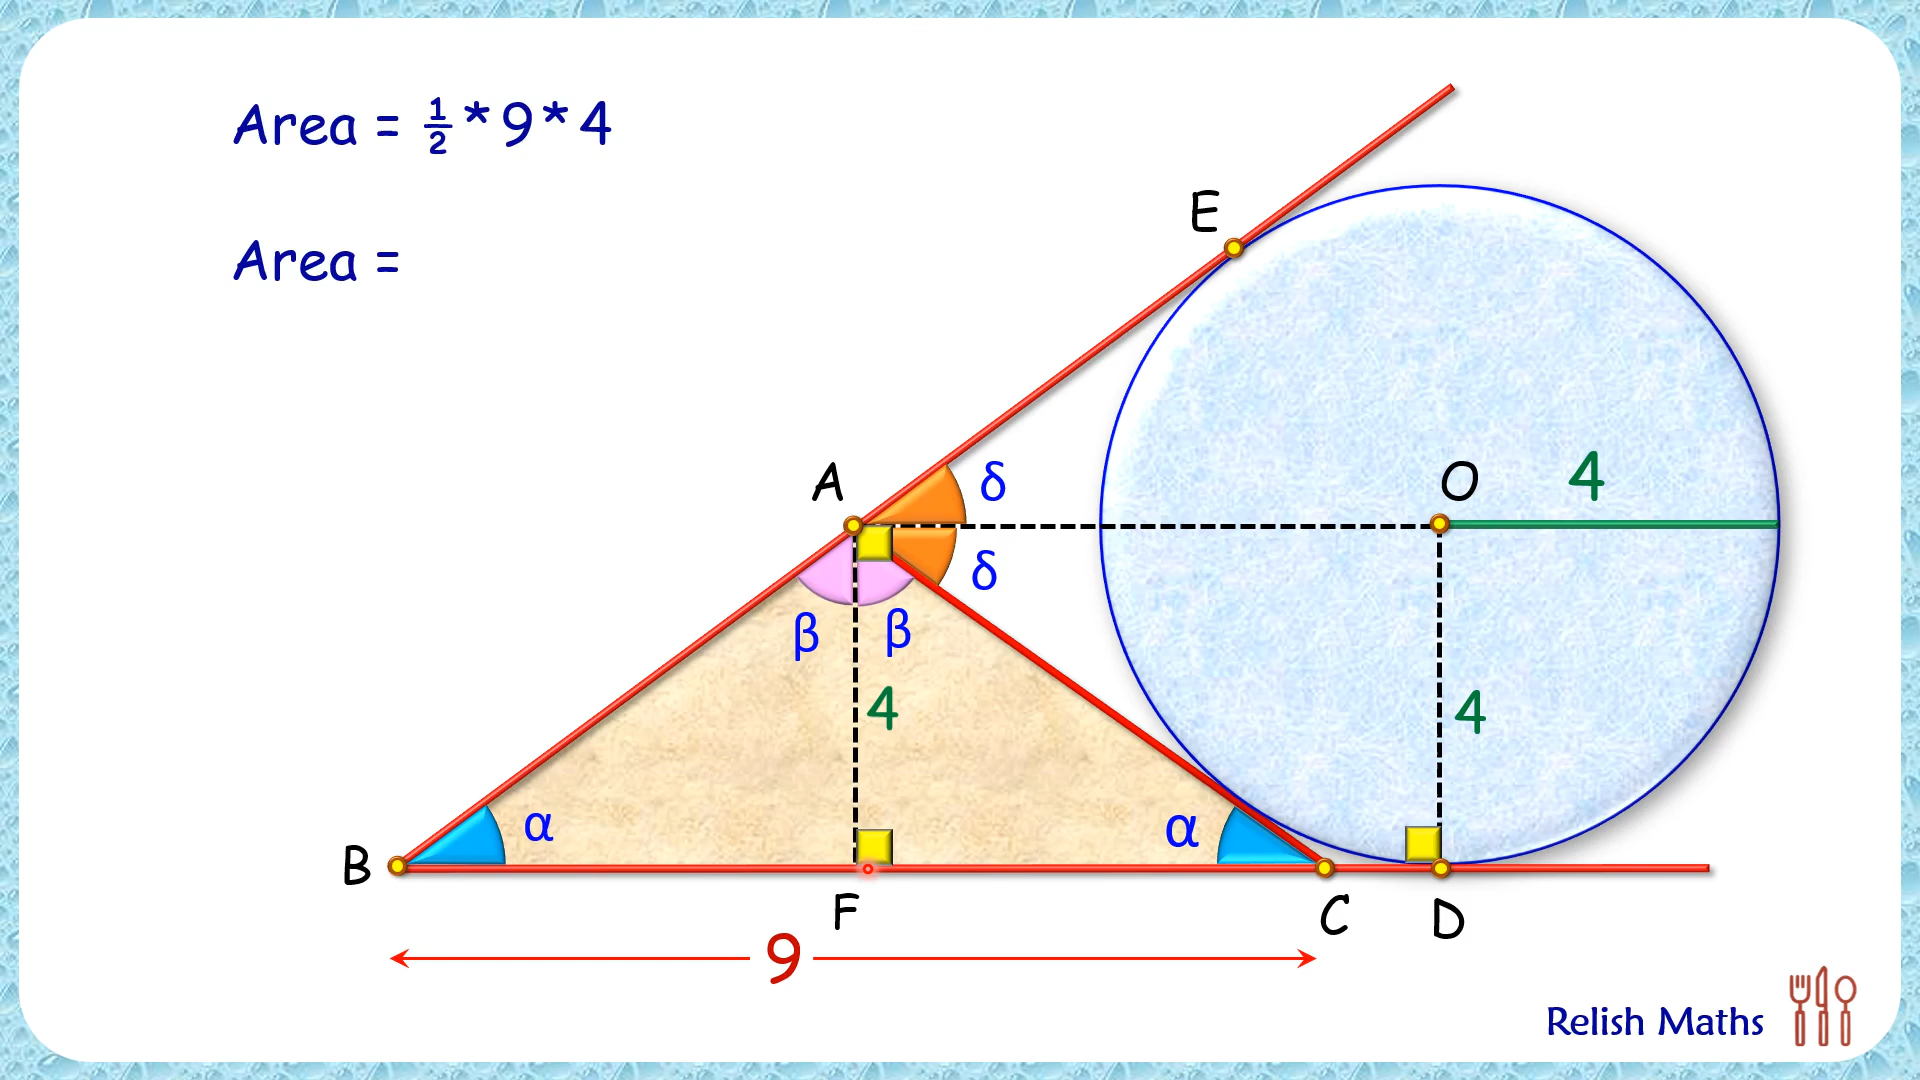 Area = ½ * 9 * 4
Area =
E
A
δ
O
4
δ
β
β
4
4
B
α
α
F
C
D
9
Relish Maths